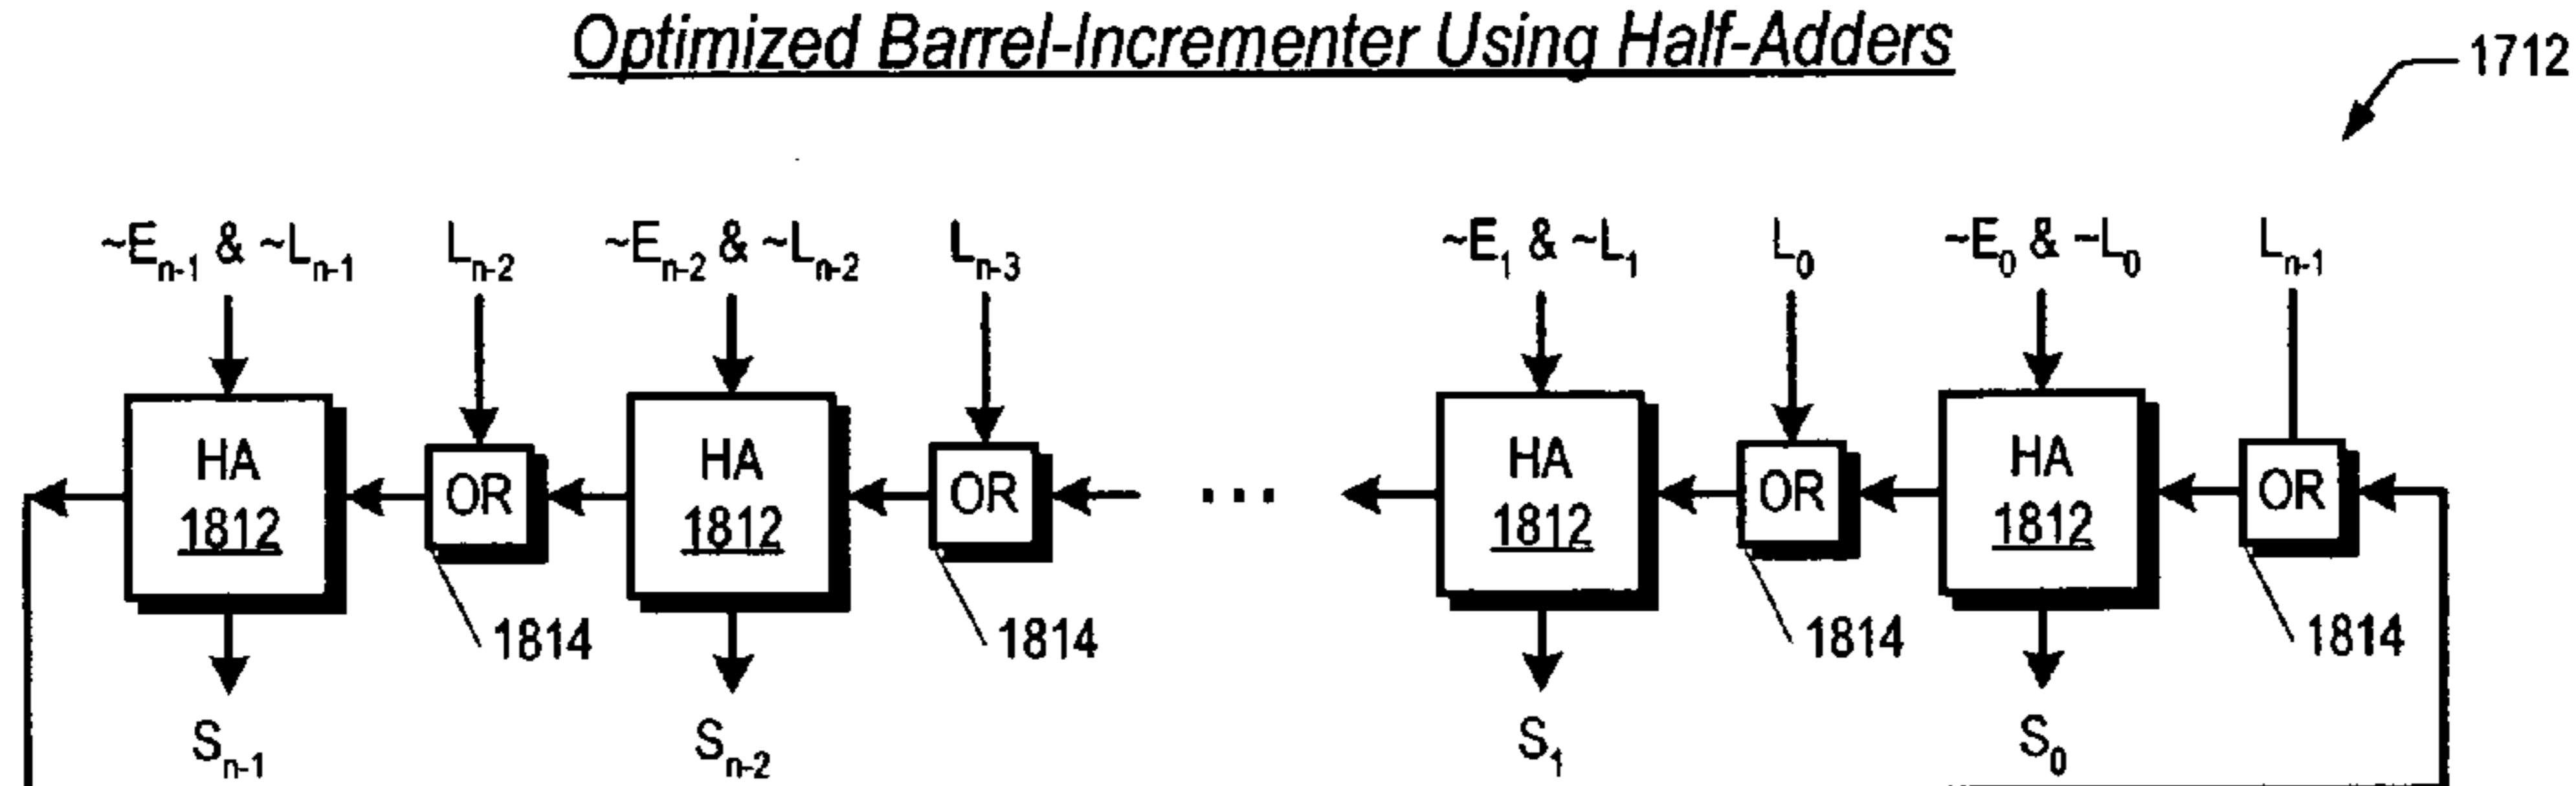 Optimized Barrel-Incrementer Using Half-Adders
1712
~Eₙ₋₁ & ~Lₙ₋₁ Lₙ₋₂ ~Eₙ₋₂ & ~Lₙ₋₂ Lₙ₋₃ ~E₁ & ~L₁ L₀ ~E₀ & ~L₀ Lₙ₋₁
HA OR HA OR ... HA OR HA OR
1812 1812 1812 1812
1814 1814 1814 1814
Sₙ₋₁ Sₙ₋₂ S₁ S₀